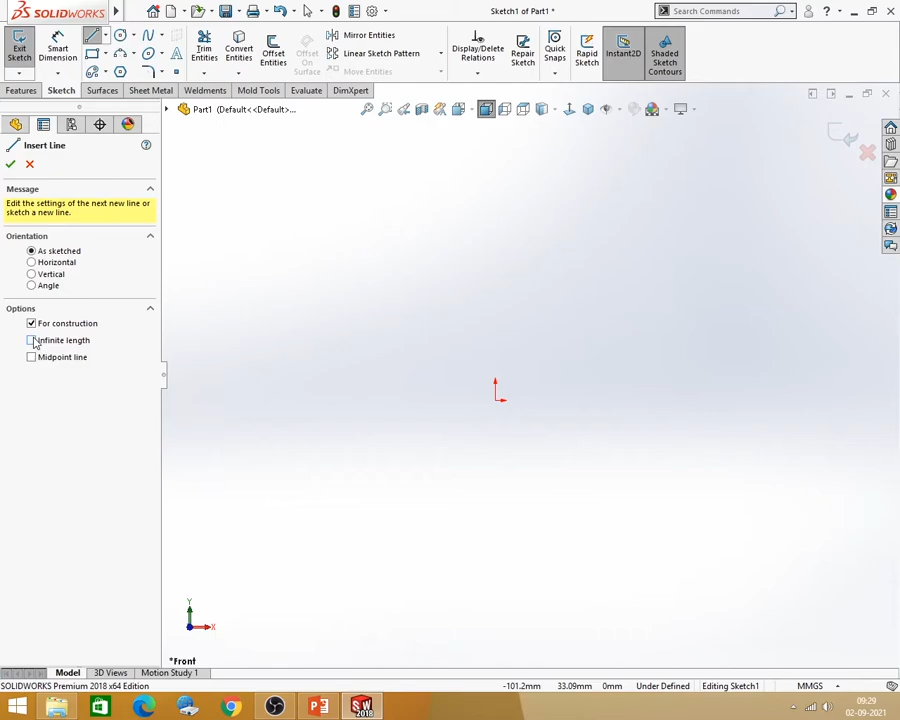 SOLIDWORKS
Sketch1 of Part1 *
Search Commands
Exit Sketch
Smart Dimension
Trim Entities
Convert Entities
Offset Entities
Offset On Surface
Mirror Entities
Linear Sketch Pattern
Move Entities
Display/Delete Relations
Repair Sketch
Quick Snaps
Rapid Sketch
Instant2D
Shaded Sketch Contours
Features Sketch Surfaces Sheet Metal Weldments Mold Tools Evaluate DimXpert
Part1 (Default<<Default>...
Insert Line
Message
Edit the settings of the next new line or
sketch a new line.
Orientation
As sketched
Horizontal
Vertical
Angle
Options
For construction
Infinite length
Midpoint line
Y
X
*Front
Model 3D Views Motion Study 1
SOLIDWORKS Premium 2018 x64 Edition -101.2mm 33.09mm 0mm Under Defined Editing Sketch1 MMGS
SW 2018
09:29
02-09-2021